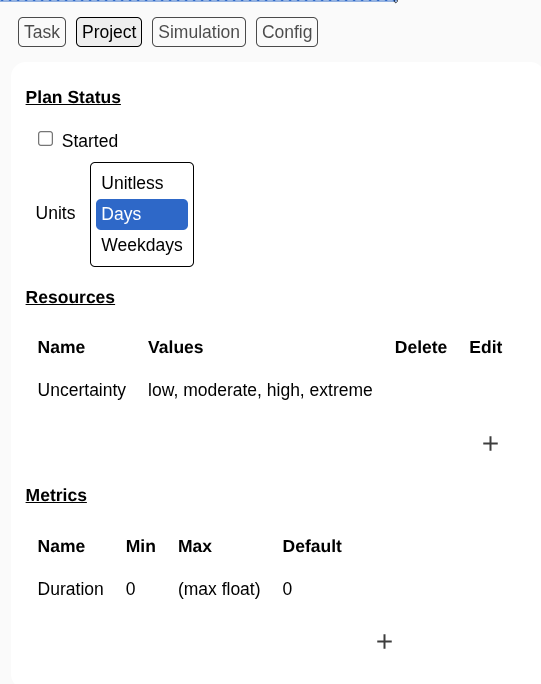 Task Project Simulation Config
Plan Status
Started
Unitless
Units
Days
Weekdays
Resources
Name Values Delete Edit
Uncertainty low, moderate, high, extreme
+
Metrics
Name Min Max Default
Duration 0 (max float) 0
+